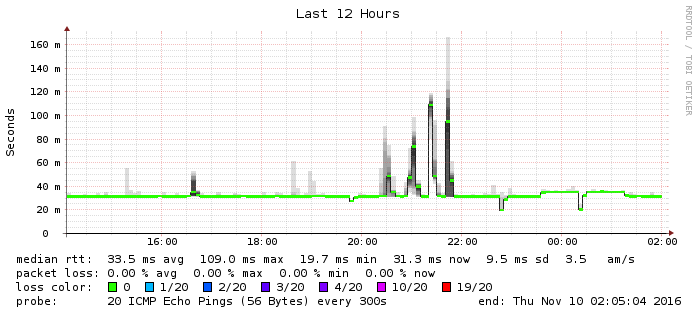 Last 12 Hours
RRDTOOL / TOBI OETIKER
Seconds
160 m
140 m
120 m
100 m
80 m
60 m
40 m
20 m
0
16:00 18:00 20:00 22:00 00:00 02:00
median rtt: 33.5 ms avg 109.0 ms max 19.7 ms min 31.3 ms now 9.5 ms sd 3.5 am/s
packet loss: 0.00 % avg 0.00 % max 0.00 % min 0.00 % now
loss color: 0 1/20 2/20 3/20 4/20 10/20 19/20
probe: 20 ICMP Echo Pings (56 Bytes) every 300s end: Thu Nov 10 02:05:04 2016